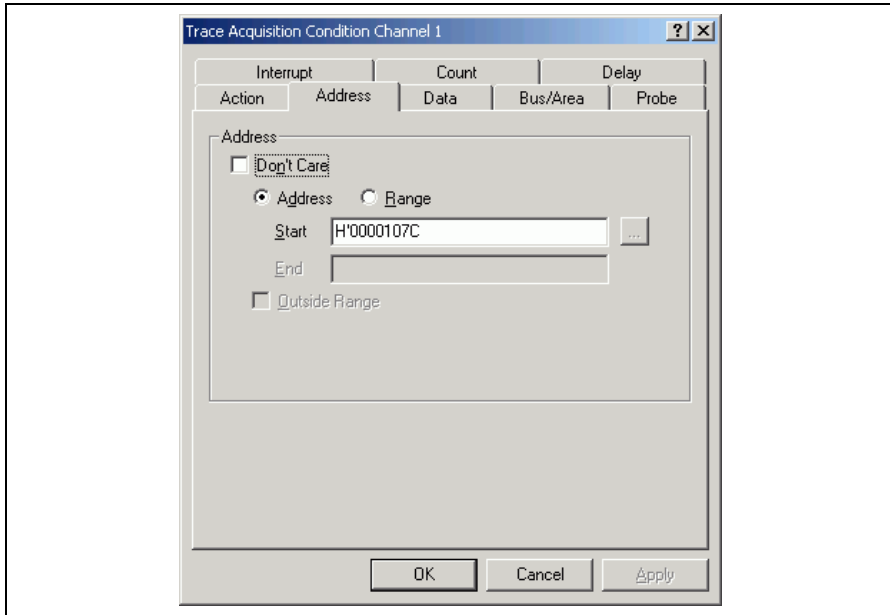 Trace Acquisition Condition Channel 1
Interrupt Count Delay
Action Address Data Bus/Area Probe
Address
Don't Care
Address Range
Start H'0000107C ...
End
Outside Range
OK Cancel Apply